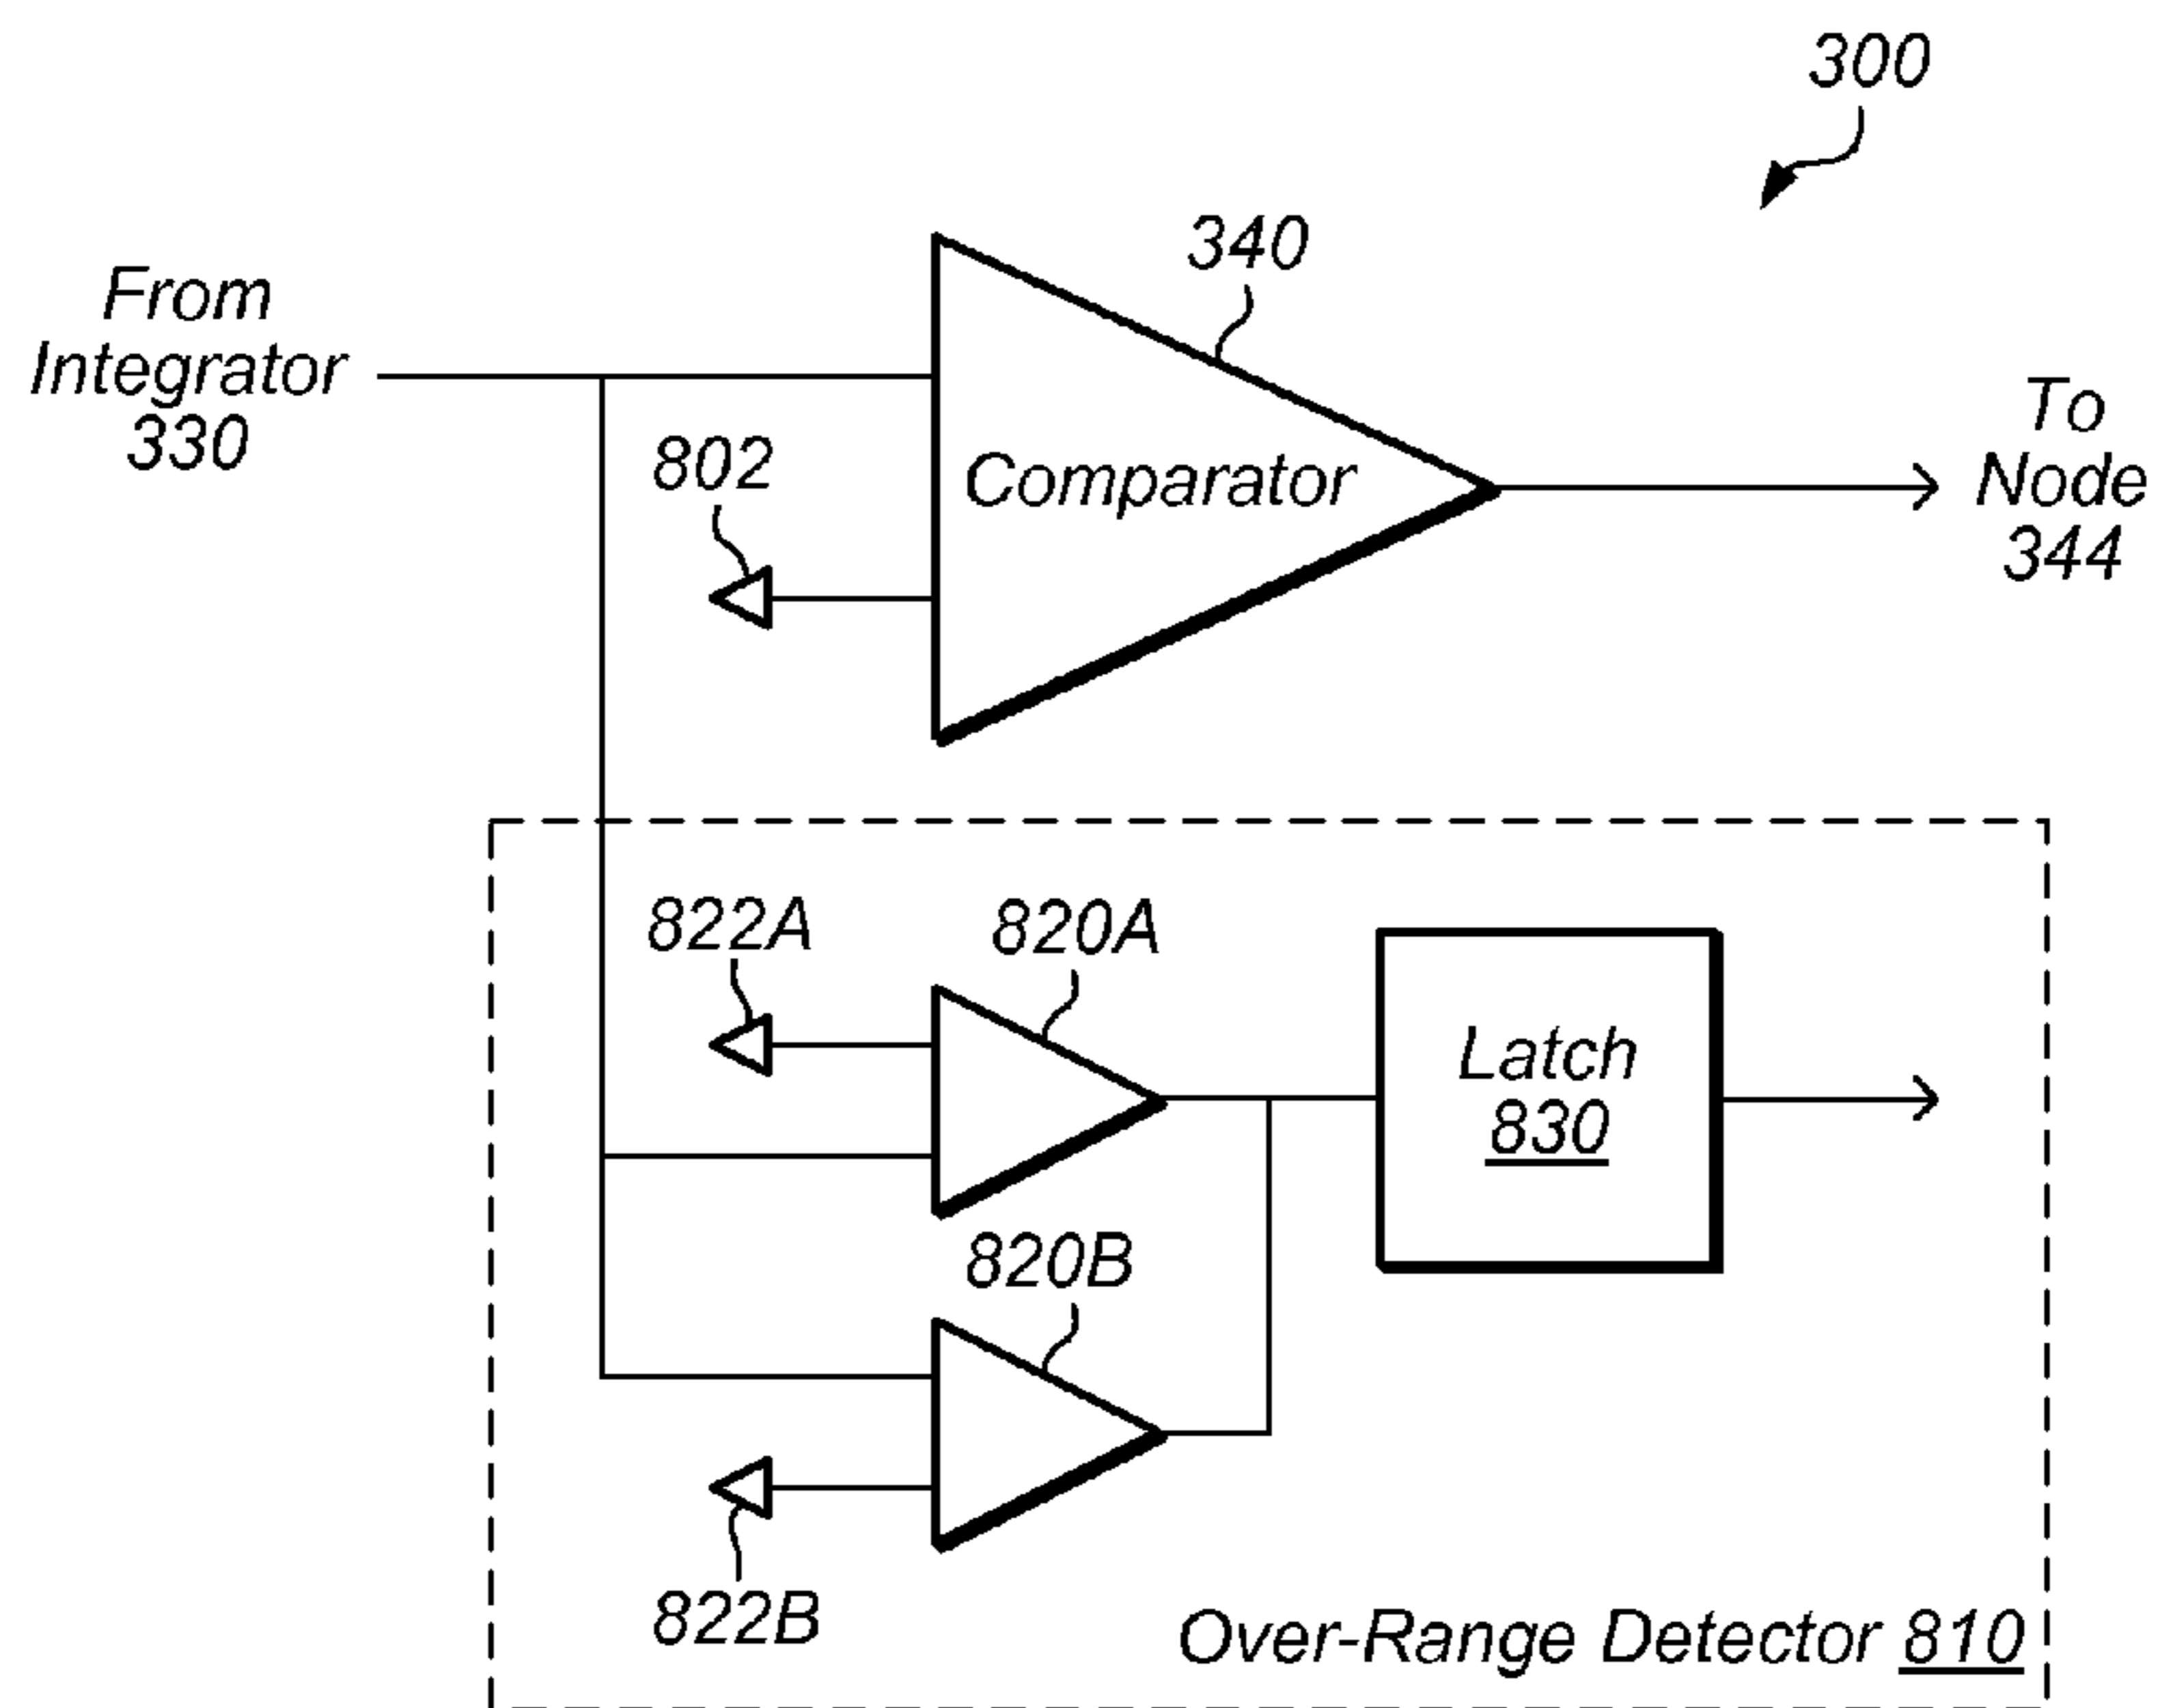 300
340
From
Integrator
330
To
Node
344
802
Comparator
822A
820A
Latch
830
820B
822B
Over-Range Detector 810